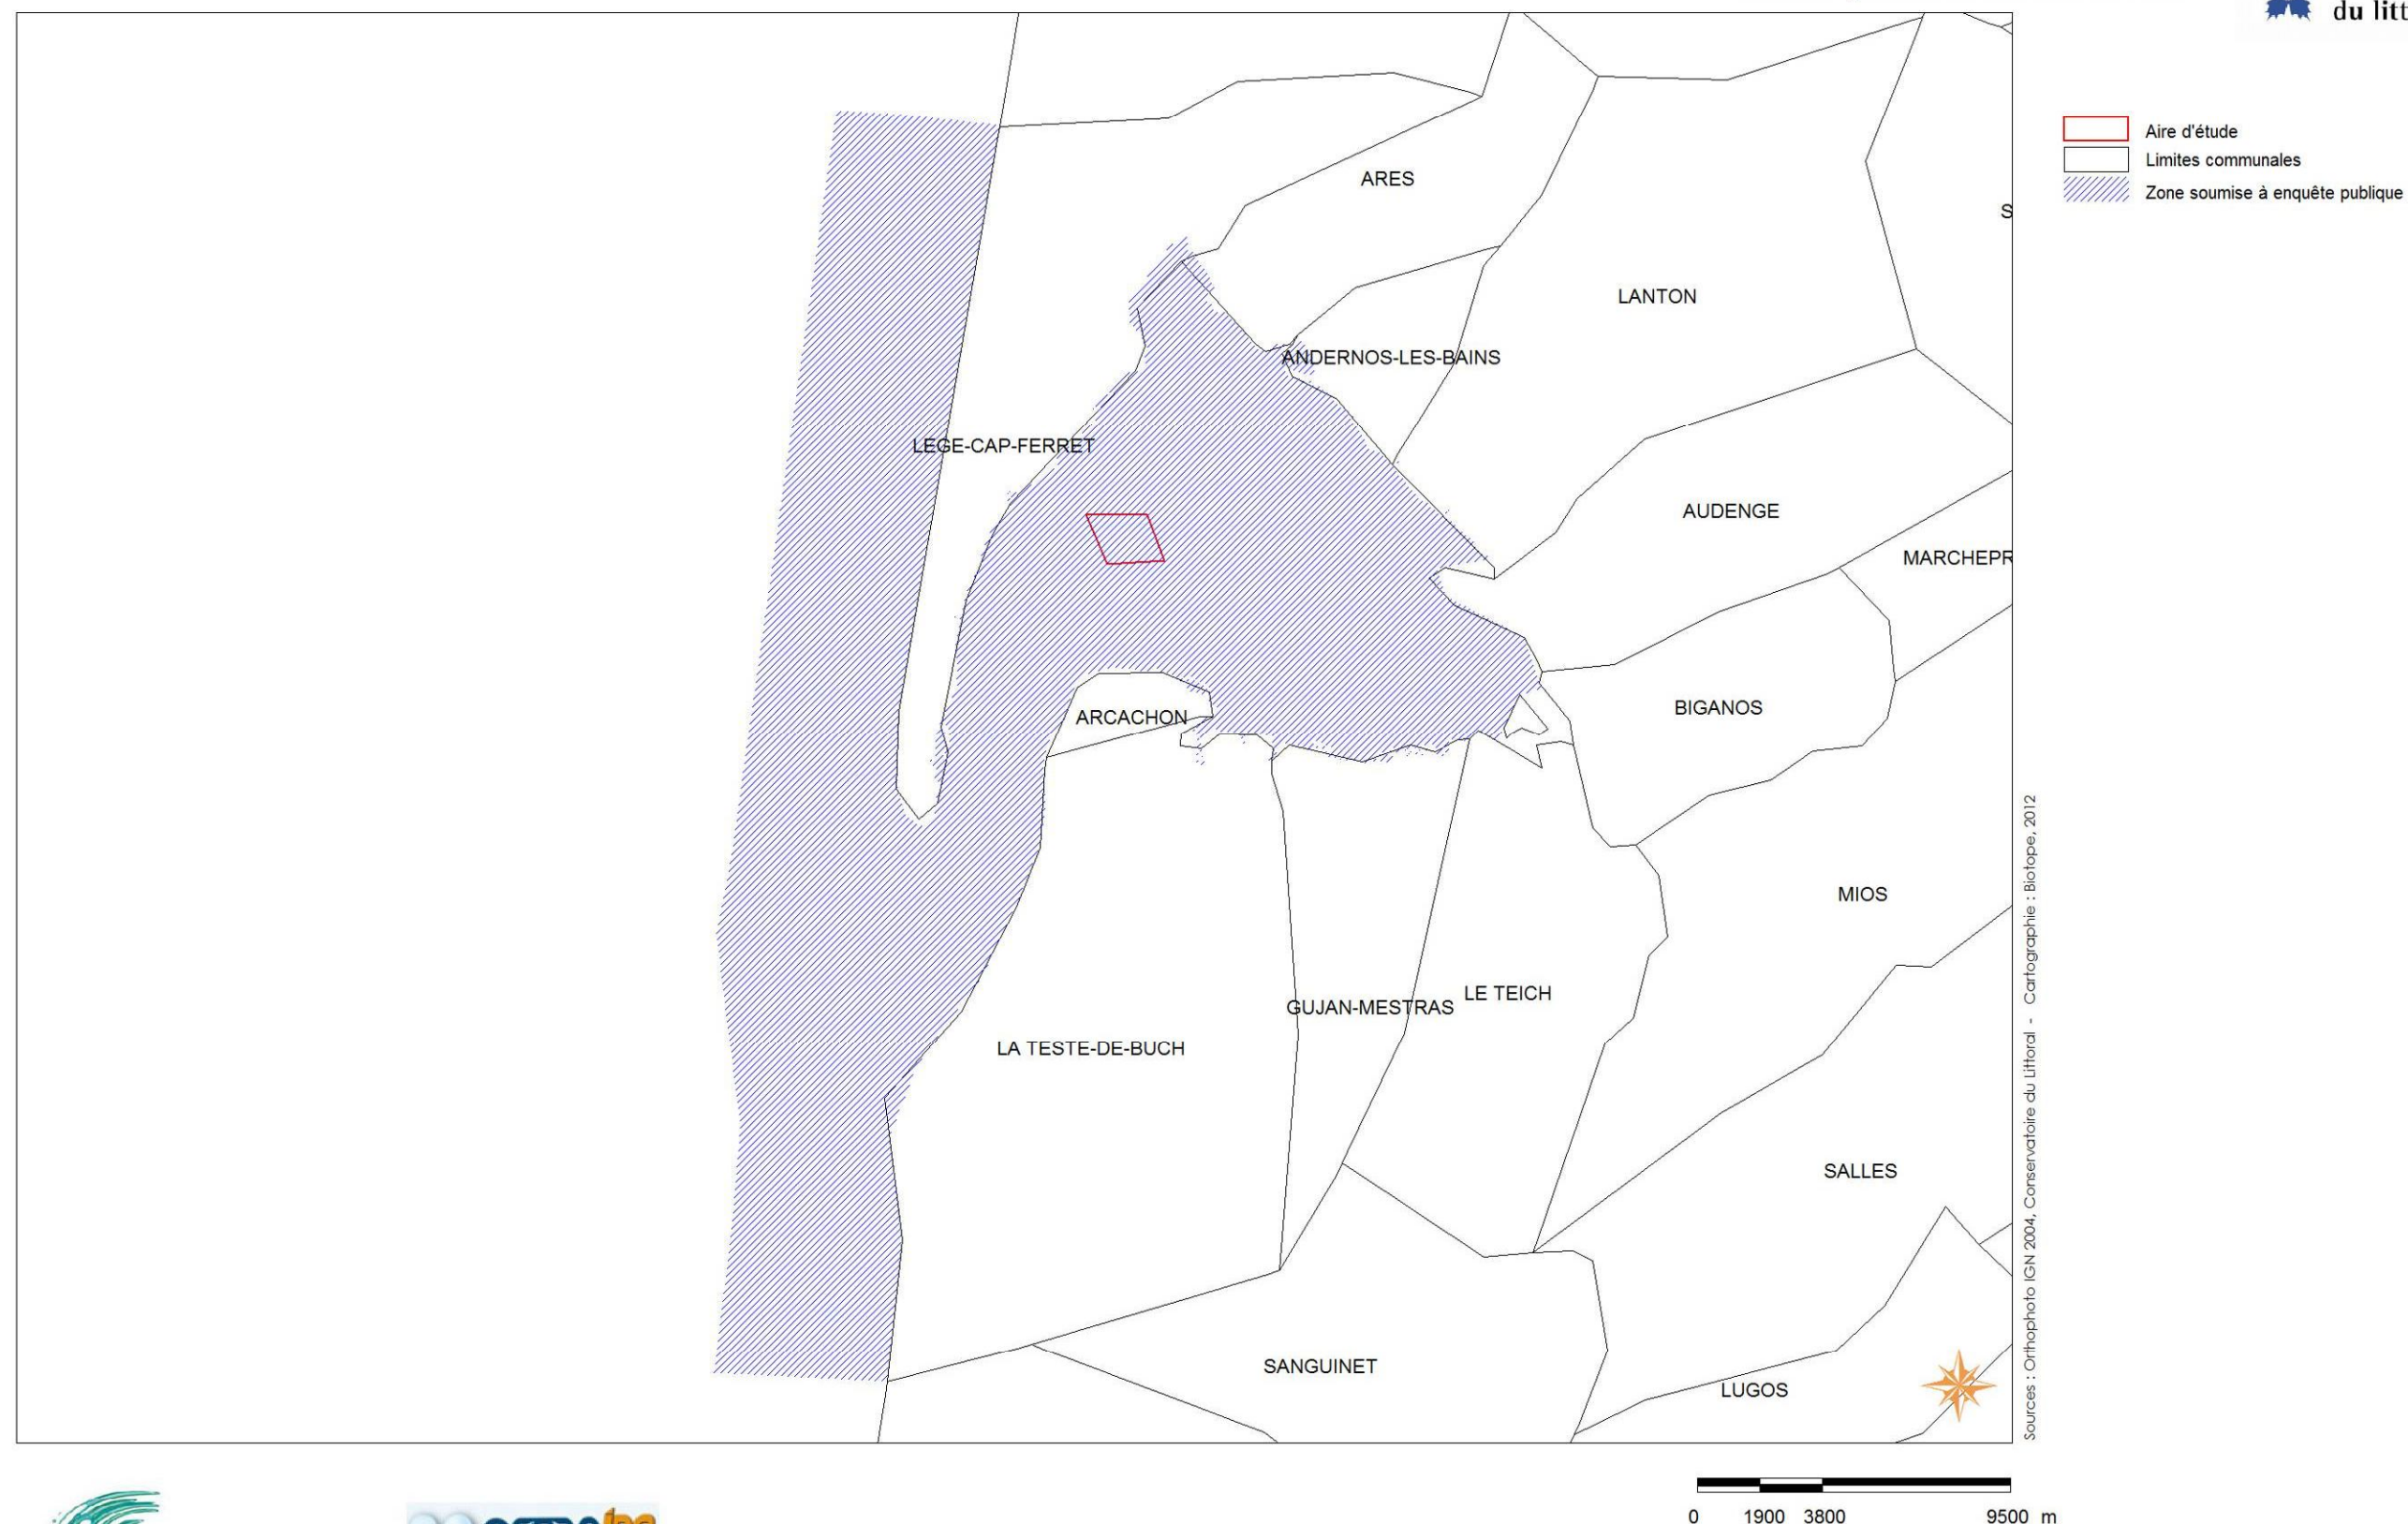 du litt
Aire d'étude
Limites communales
Zone soumise à enquête publique
ARES
S
LANTON
ANDERNOS-LES-BAINS
LEGE-CAP-FERRET
AUDENGE
MARCHEPR
ARCACHON
BIGANOS
MIOS
LE TEICH
GUJAN-MESTRAS
LA TESTE-DE-BUCH
SALLES
SANGUINET
LUGOS
Sources : Orthophoto IGN 2004, Conservatoire du Littoral - Cartographie : Biotope, 2012
0 1900 3800 9500 m